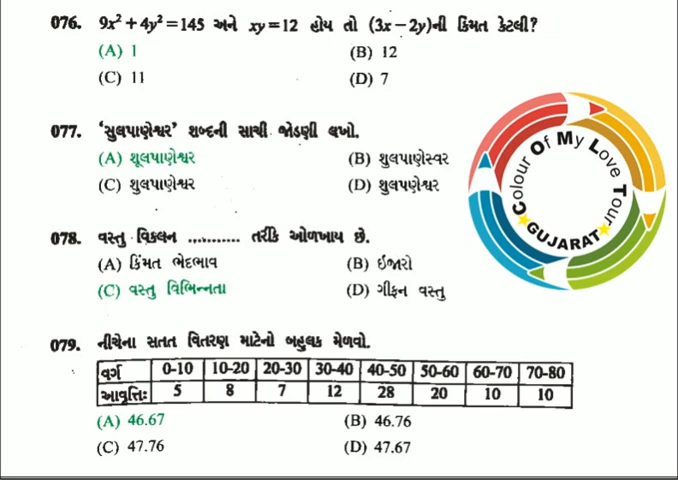 076. 9x² + 4y² = 145 અને xy = 12 હોય તો (3x – 2y)ની કિંમત કેટલી?
(A) 1 (B) 12
(C) 11 (D) 7
077. ‘સુલપાણેશ્વર’ શબ્દની સાચી જોડણી લખો.
(A) શૂલપાણેશ્વર (B) શુલપાણેસ્વર
(C) શુલપાણેશ્વર (D) શુલપણેશ્વર
078. વસ્તુ વિકલન ........... તરીકે ઓળખાય છે.
(A) કિંમત ભેદભાવ (B) ઈજારો
(C) વસ્તુ વિભિન્નતા (D) ગીફન વસ્તુ
079. નીચેના સતત વિતરણ માટેનો બહુલક મેળવો.
વર્ગ 0-10 10-20 20-30 30-40 40-50 50-60 60-70 70-80
આવૃત્તિઃ 5 8 7 12 28 20 10 10
(A) 46.67 (B) 46.76
(C) 47.76 (D) 47.67
Colour Of My Love Tour
GUJARAT